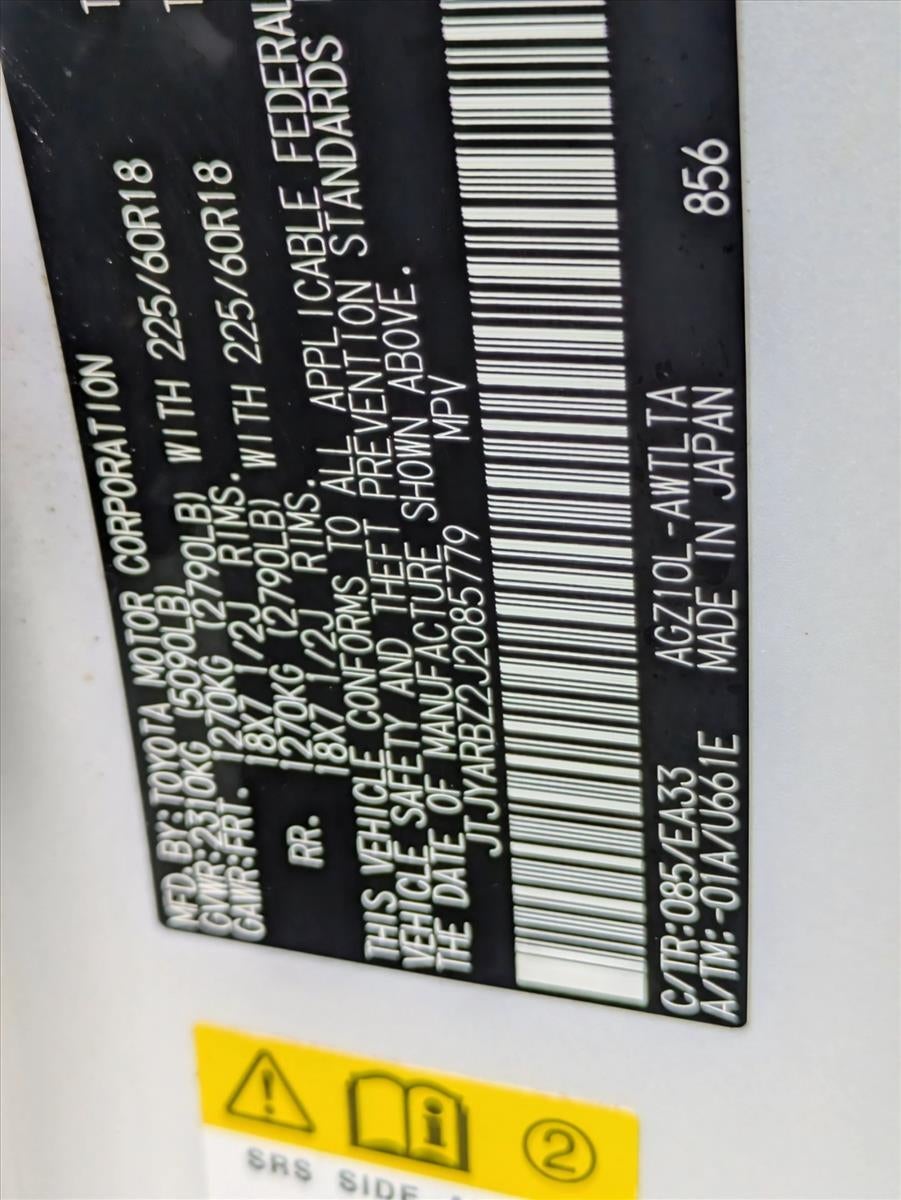 MFD. BY:TOYOTA MOTOR CORPORATION
GVWR:2310KG (5090LB)
GAWR:FRT. 1270KG (2790LB) WITH 225/60R18
18X7 1/2J RIMS.
RR. 1270KG (2790LB) WITH 225/60R18
18X7 1/2J RIMS.
THIS VEHICLE CONFORMS TO ALL APPLICABLE FEDERAL
VEHICLE SAFETY AND THEFT PREVENTION STANDARDS
THE DATE OF MANUFACTURE SHOWN ABOVE.
JTJYARBZ2J2085779 MPV
C/TR:085/EA33 AGZ10L-AWTLTA 856
A/TM:-01A/U661E MADE IN JAPAN
2
SRS SIDE